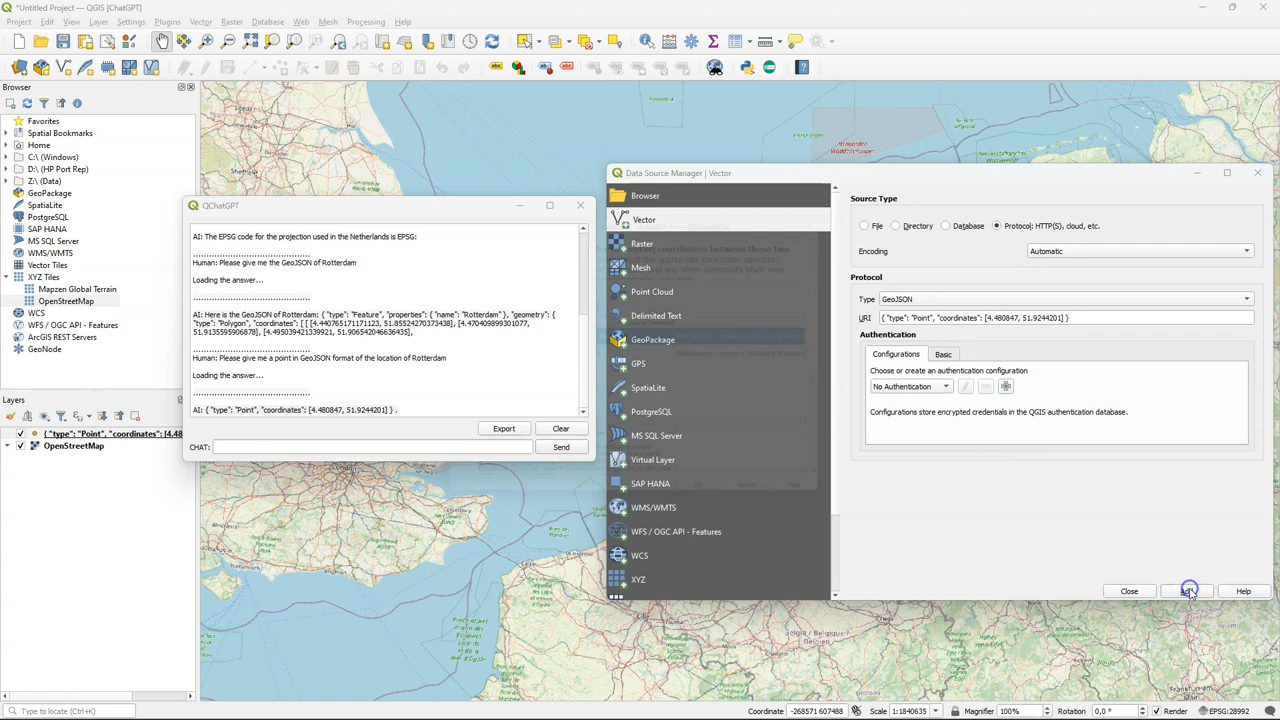 *Untitled Project — QGIS [ChatGPT]
Project Edit View Layer Settings Plugins Vector Raster Database Web Mesh Processing Help
Browser
Favorites
Spatial Bookmarks
Home
C:\ (Windows)
D:\ (HP Port Rep)
Z:\ (Data)
GeoPackage
SpatiaLite
PostgreSQL
SAP HANA
MS SQL Server
WMS/WMTS
Vector Tiles
XYZ Tiles
Mapzen Global Terrain
OpenStreetMap
WCS
WFS / OGC API - Features
ArcGIS REST Servers
GeoNode
Layers
{ "type": "Point", "coordinates": [4.48
OpenStreetMap
QChatGPT
AI: The EPSG code for the projection used in the Netherlands is EPSG:
Human: Please give me the GeoJSON of Rotterdam
Loading the answer...
AI: Here is the GeoJSON of Rotterdam: { "type": "Feature", "properties": { "name": "Rotterdam" }, "geometry": {
"type": "Polygon", "coordinates": [ [ [4.440765171171123, 51.85524270373438], [4.470409899301077,
51.9135595906878], [4.495039421339921, 51.906542046636435],
Human: Please give me a point in GeoJSON format of the location of Rotterdam
Loading the answer...
AI: { "type": "Point", "coordinates": [4.480847, 51.9244201] } .
Export Clear
CHAT: Send
Data Source Manager | Vector
Browser
Vector
Raster
Mesh
Point Cloud
Delimited Text
GeoPackage
GPS
SpatiaLite
PostgreSQL
MS SQL Server
Virtual Layer
SAP HANA
WMS/WMTS
WFS / OGC API - Features
WCS
XYZ
Source Type
File Directory Database Protocol: HTTP(S), cloud, etc.
Encoding Automatic
Protocol
Type GeoJSON
URI { "type": "Point", "coordinates": [4.480847, 51.9244201] }
Authentication
Configurations Basic
Choose or create an authentication configuration
No Authentication
Configurations store encrypted credentials in the QGIS authentication database.
Close Help
Type to locate (Ctrl+K)
Coordinate -268571 607488 Scale 1:1840635 Magnifier 100% Rotation 0,0 ° Render EPSG:28992